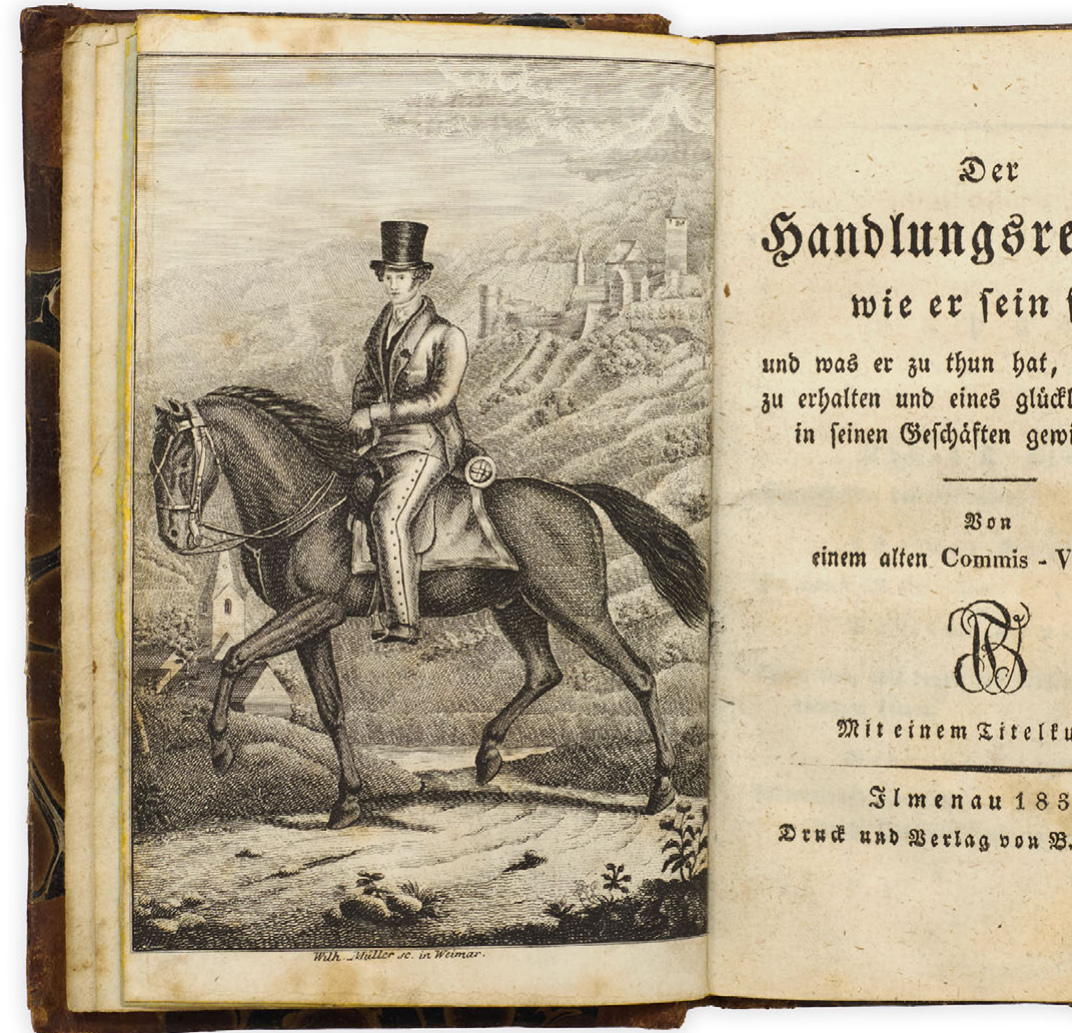 Wilh. Müller sc. in Weimar.
Der
Handlungsre
wie er ſein ſ
und was er zu thun hat,
zu erhalten und eines glückl
in ſeinen Geſchäften gewi
Von
einem alten Commis - V
Mit einem Titelku
Ilmenau 183
Druck und Verlag von B.